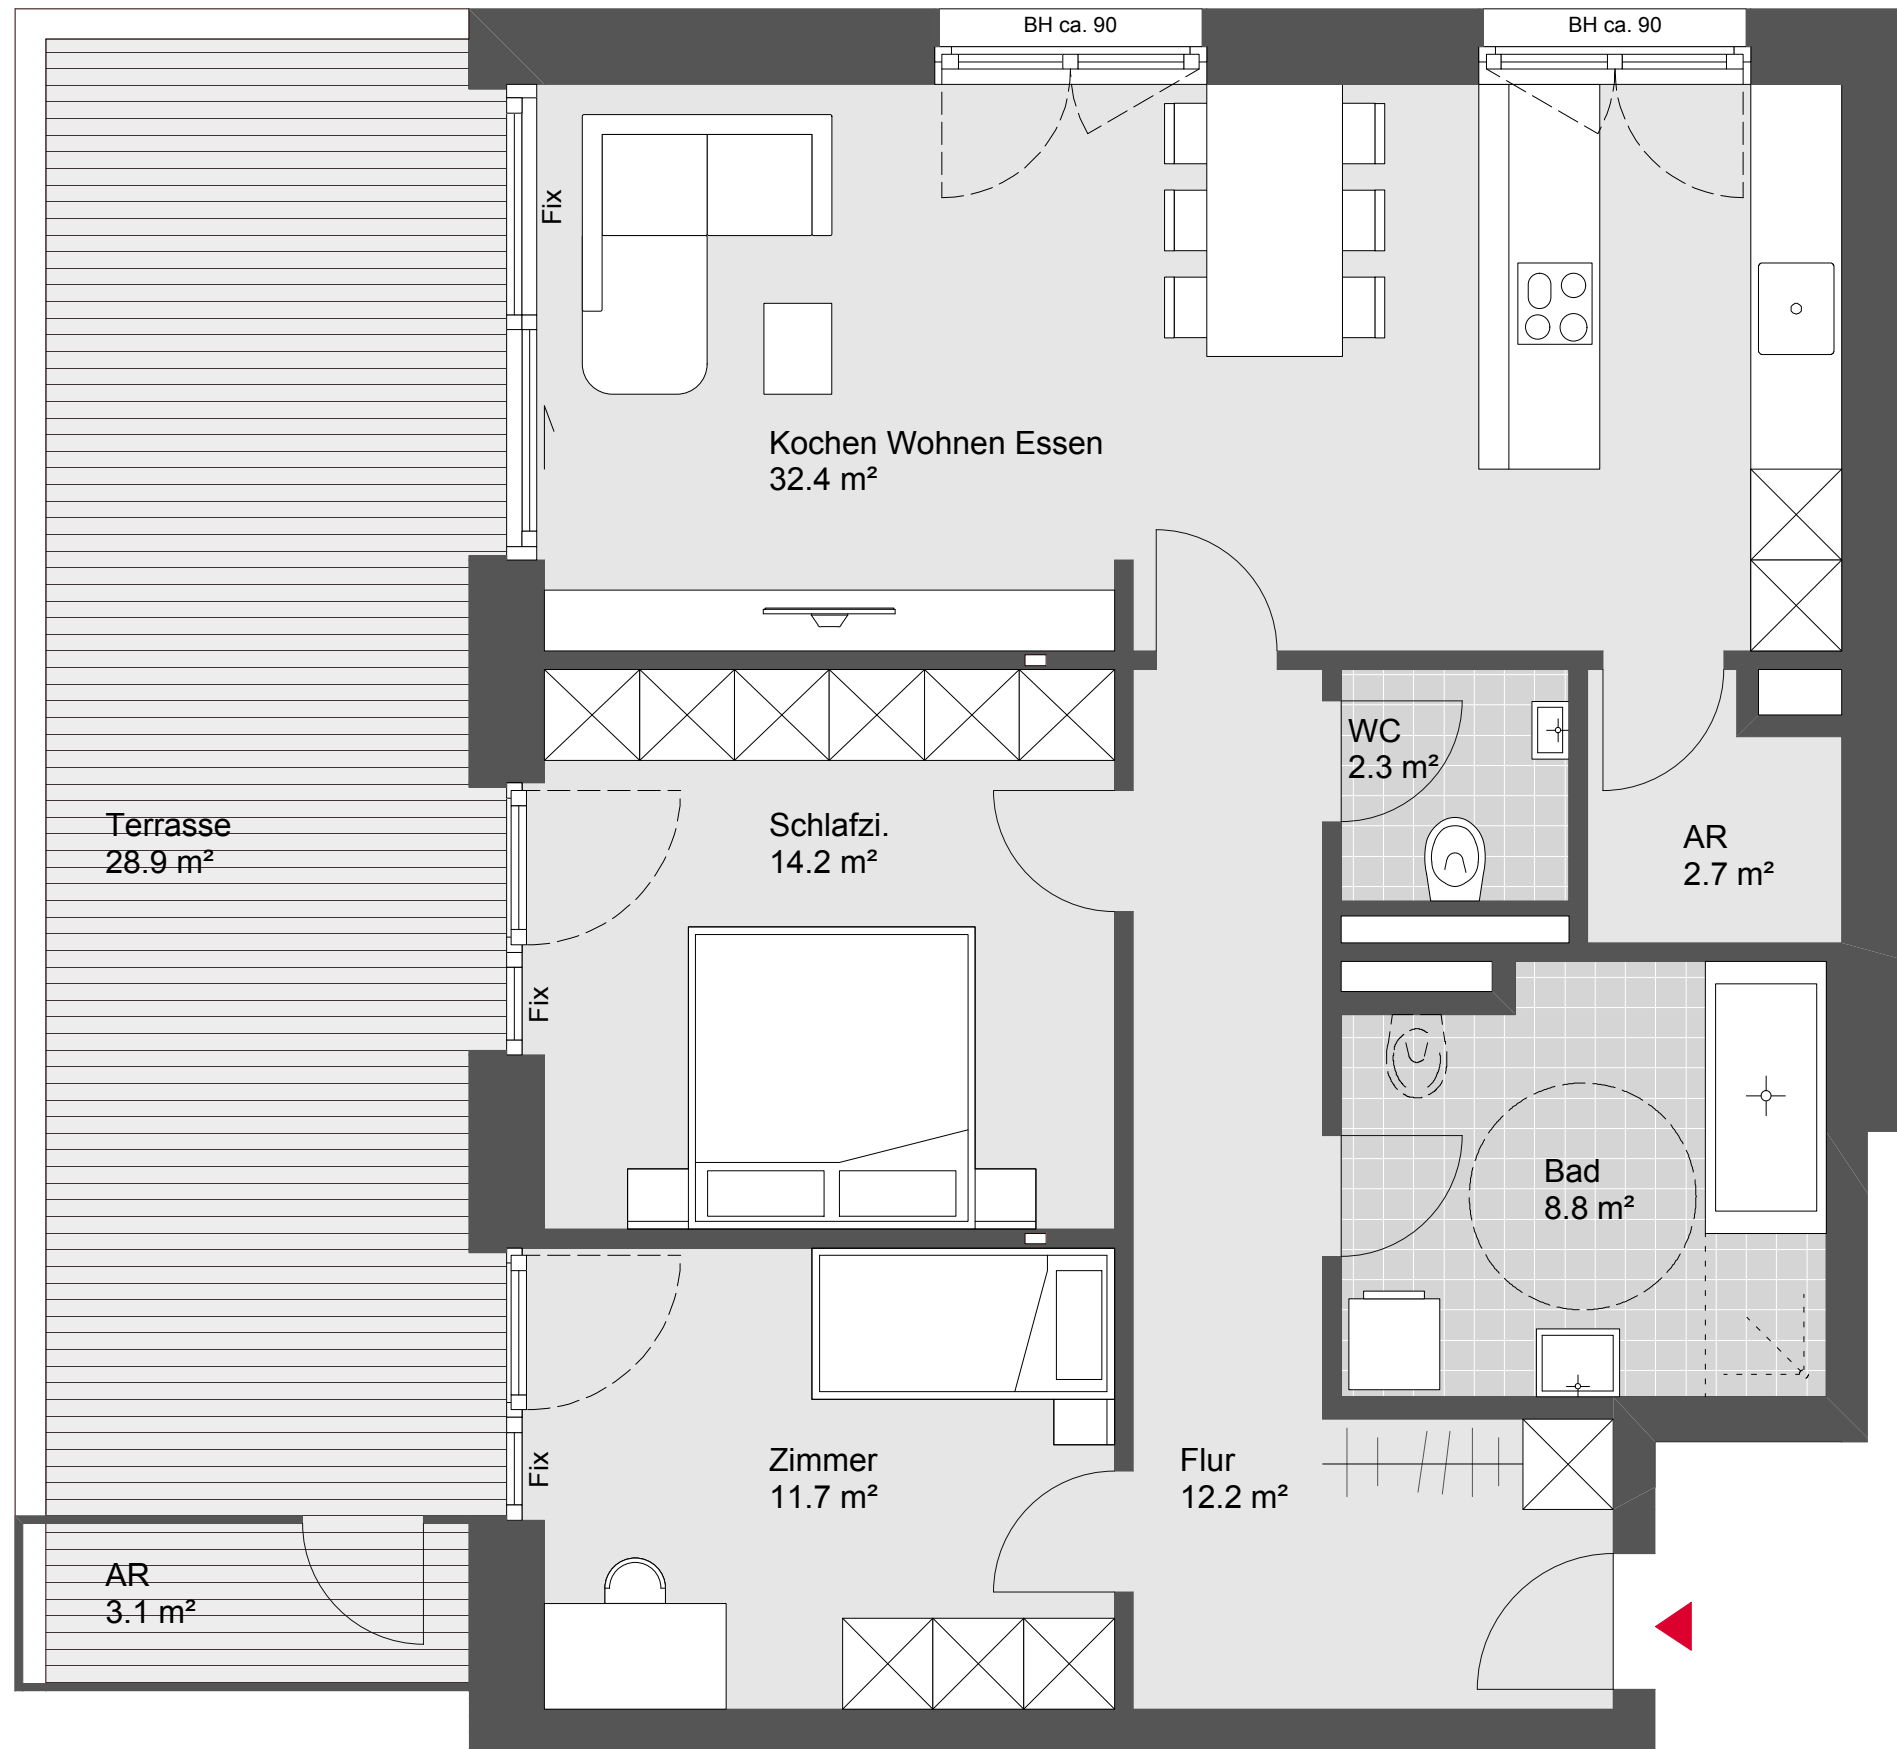 BH ca. 90
BH ca. 90
Fix
Kochen Wohnen Essen
32.4 m²
WC
2.3 m²
Terrasse
28.9 m²
Schlafzi.
14.2 m²
AR
2.7 m²
Fix
Bad
8.8 m²
Fix
Zimmer
11.7 m²
Flur
12.2 m²
AR
3.1 m²